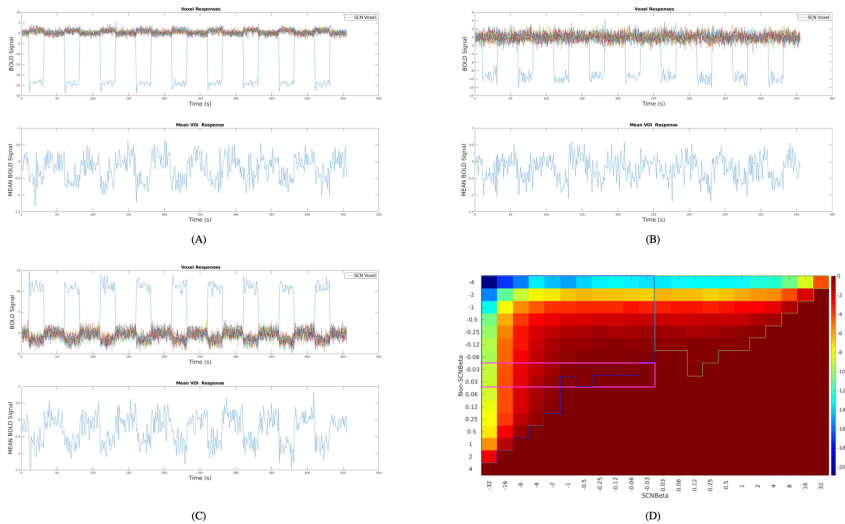 Voxel Responses
SCN Voxel
BOLD Signal
Time (s)
Mean VOI Response
MEAN BOLD Signal
Time (s)
(A)
Voxel Responses
SCN Voxel
BOLD Signal
Time (s)
Mean VOI Response
MEAN BOLD Signal
Time (s)
(B)
Voxel Responses
SCN Voxel
BOLD Signal
Time (s)
Mean VOI Response
MEAN BOLD Signal
Time (s)
(C)
Non-SCNBeta
-4
-2
-1
-0.5
-0.25
-0.12
-0.06
-0.03
0.03
0.06
0.12
0.25
0.5
1
2
4
-32 -16 -8 -4 -2 -1 -0.5 -0.25 -0.12 -0.06 -0.03 0.03 0.06 0.12 0.25 0.5 1 2 4 8 16 32
SCNBeta
0
-2
-4
-6
-8
-10
-12
-14
-16
-18
-20
(D)